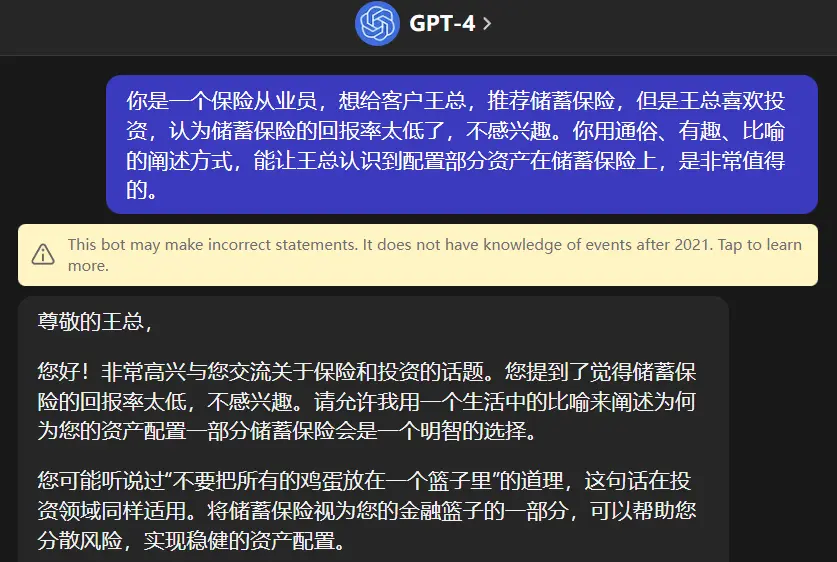 GPT-4
你是一个保险从业员，想给客户王总，推荐储蓄保险，但是王总喜欢投
资，认为储蓄保险的回报率太低了，不感兴趣。你用通俗、有趣、比喻
的阐述方式，能让王总认识到配置部分资产在储蓄保险上，是非常值得
的。
This bot may make incorrect statements. It does not have knowledge of events after 2021. Tap to learn
more.
尊敬的王总，
您好！非常高兴与您交流关于保险和投资的话题。您提到了觉得储蓄保
险的回报率太低，不感兴趣。请允许我用一个生活中的比喻来阐述为何
为您的资产配置一部分储蓄保险会是一个明智的选择。
您可能听说过“不要把所有的鸡蛋放在一个篮子里”的道理，这句话在投
资领域同样适用。将储蓄保险视为您的金融篮子的一部分，可以帮助您
分散风险，实现稳健的资产配置。